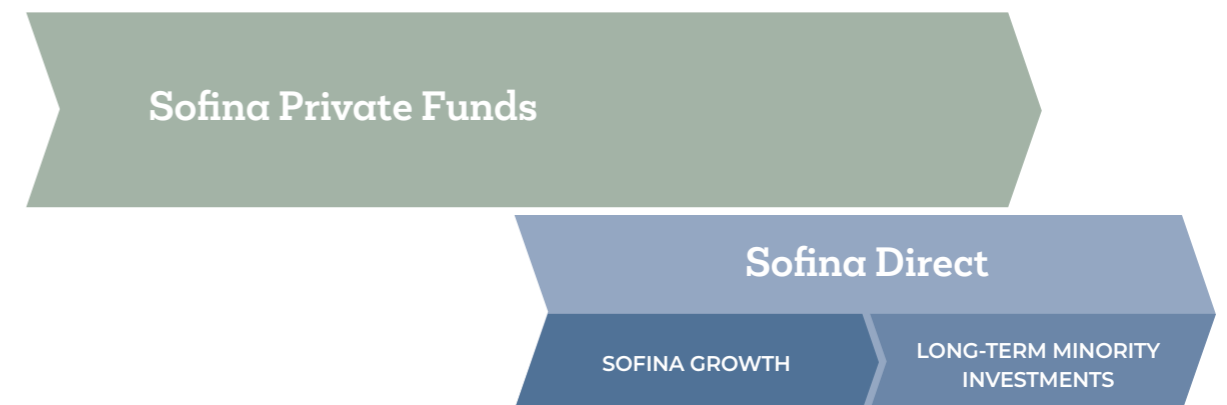 Sofina Private Funds
Sofina Direct
SOFINA GROWTH
LONG-TERM MINORITY
INVESTMENTS